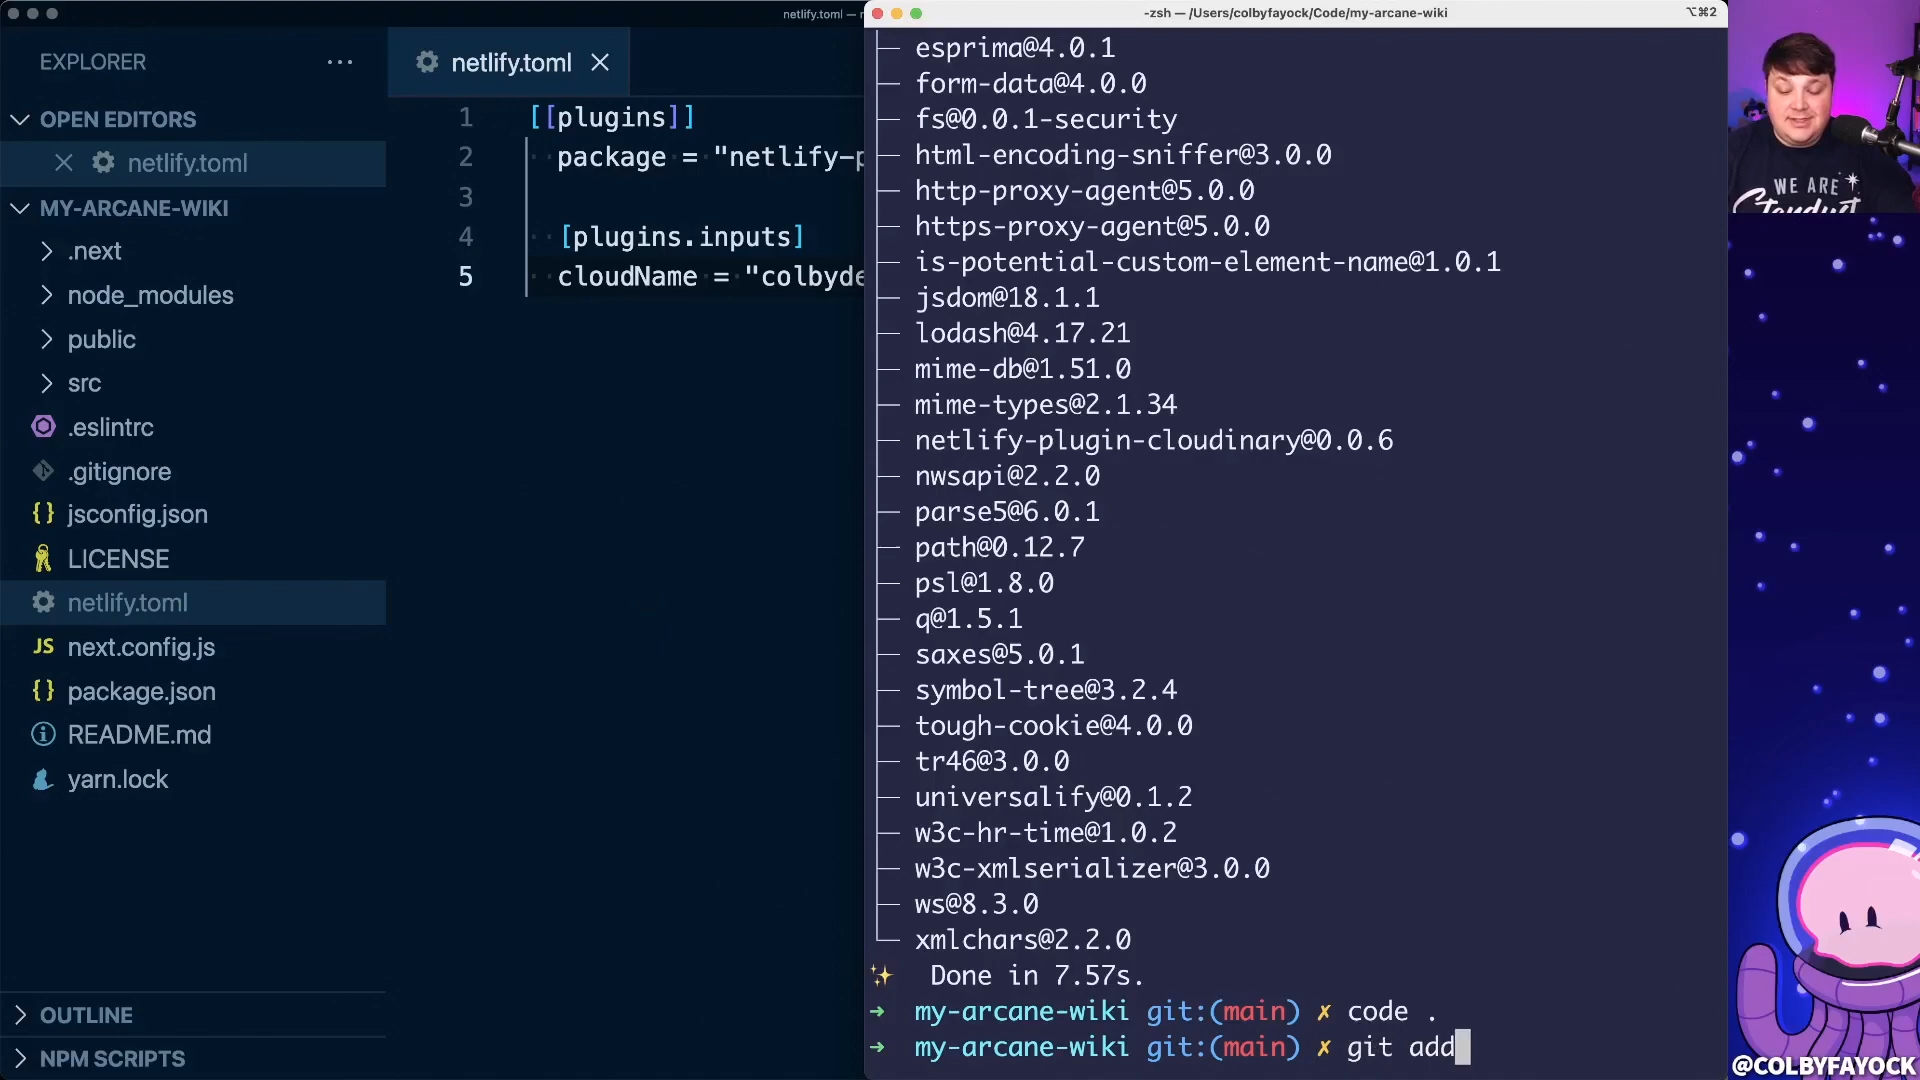 netlify.toml —
EXPLORER
OPEN EDITORS
netlify.toml
MY-ARCANE-WIKI
.next
node_modules
public
src
.eslintrc
.gitignore
jsconfig.json
LICENSE
netlify.toml
next.config.js
package.json
README.md
yarn.lock
OUTLINE
NPM SCRIPTS
netlify.toml
1 [[plugins]]
2 package = "netlify-p
3
4 [plugins.inputs]
5 cloudName = "colbyde
-zsh — /Users/colbyfayock/Code/my-arcane-wiki ⌥⌘2
├─ esprima@4.0.1
├─ form-data@4.0.0
├─ fs@0.0.1-security
├─ html-encoding-sniffer@3.0.0
├─ http-proxy-agent@5.0.0
├─ https-proxy-agent@5.0.0
├─ is-potential-custom-element-name@1.0.1
├─ jsdom@18.1.1
├─ lodash@4.17.21
├─ mime-db@1.51.0
├─ mime-types@2.1.34
├─ netlify-plugin-cloudinary@0.0.6
├─ nwsapi@2.2.0
├─ parse5@6.0.1
├─ path@0.12.7
├─ psl@1.8.0
├─ q@1.5.1
├─ saxes@5.0.1
├─ symbol-tree@3.2.4
├─ tough-cookie@4.0.0
├─ tr46@3.0.0
├─ universalify@0.1.2
├─ w3c-hr-time@1.0.2
├─ w3c-xmlserializer@3.0.0
├─ ws@8.3.0
└─ xmlchars@2.2.0
✨ Done in 7.57s.
➜ my-arcane-wiki git:(main) ✗ code .
➜ my-arcane-wiki git:(main) ✗ git add
WE ARE
@COLBYFAYOCK